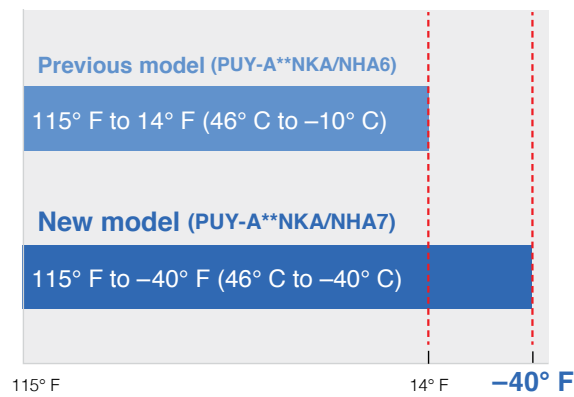 Previous model (PUY-A**NKA/NHA6)
115° F to 14° F (46° C to –10° C)
New model (PUY-A**NKA/NHA7)
115° F to –40° F (46° C to –40° C)
115° F 14° F –40° F